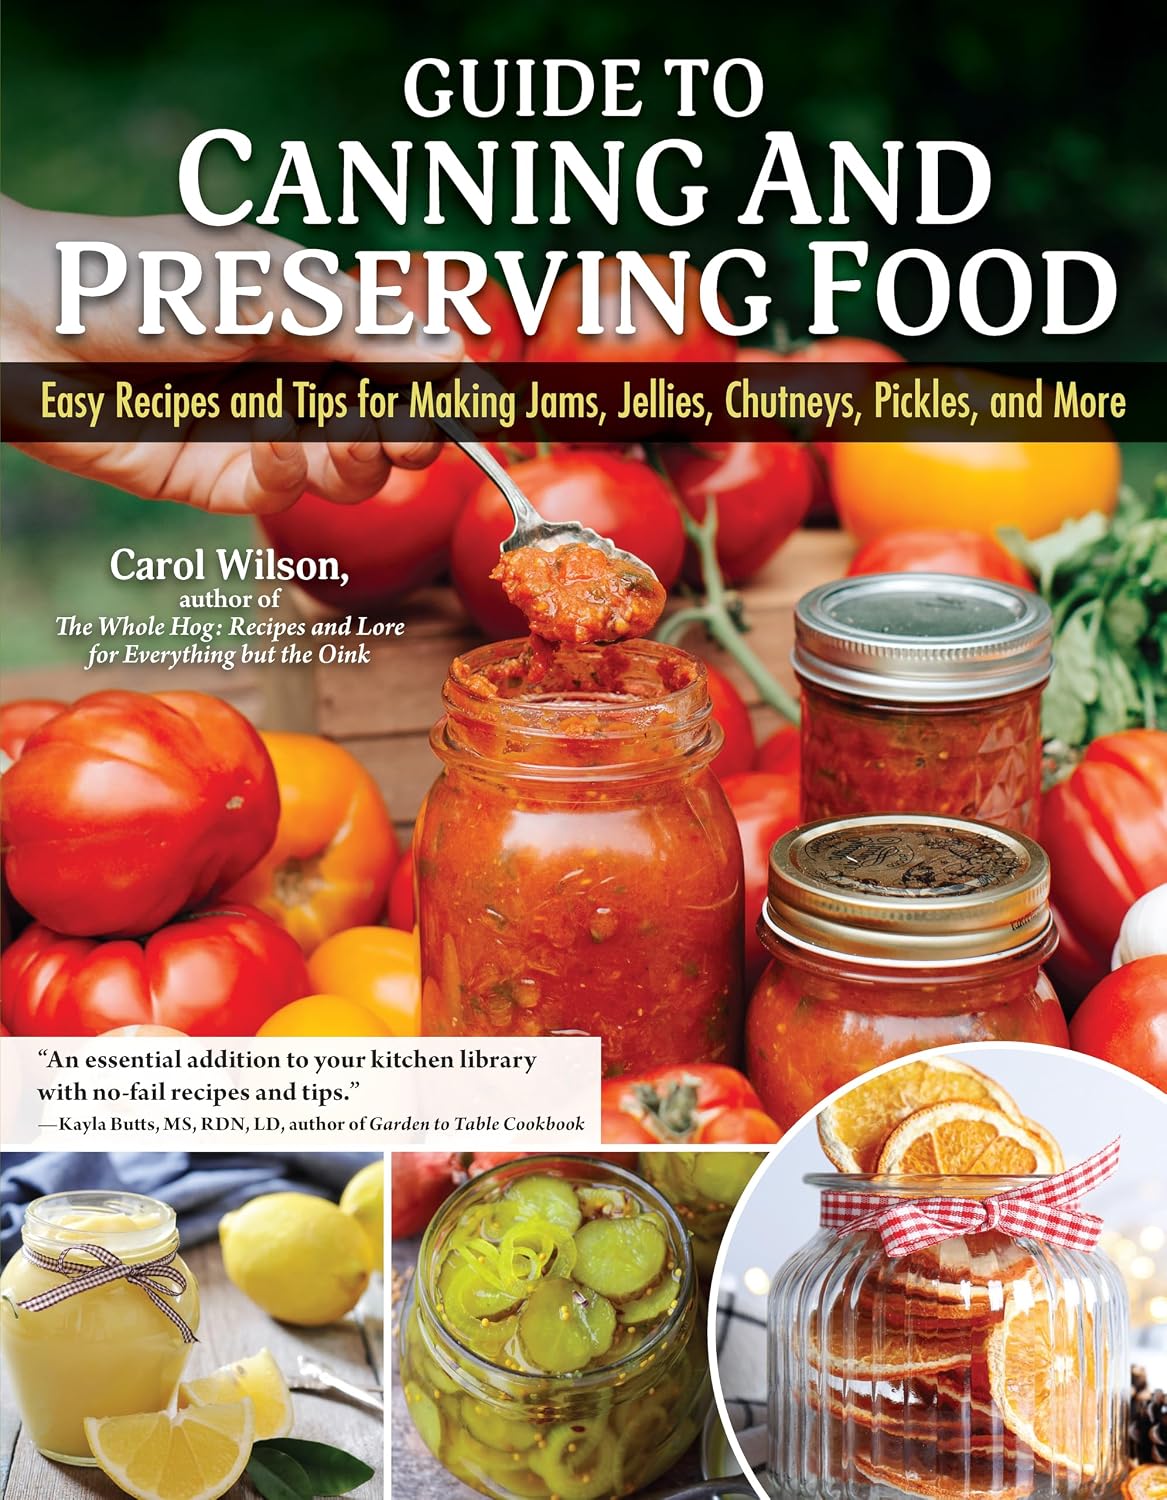 GUIDE TO
CANNING AND
PRESERVING FOOD
Easy Recipes and Tips for Making Jams, Jellies, Chutneys, Pickles, and More
Carol Wilson,
author of
The Whole Hog: Recipes and Lore
for Everything but the Oink
“An essential addition to your kitchen library
with no-fail recipes and tips.”
—Kayla Butts, MS, RDN, LD, author of Garden to Table Cookbook